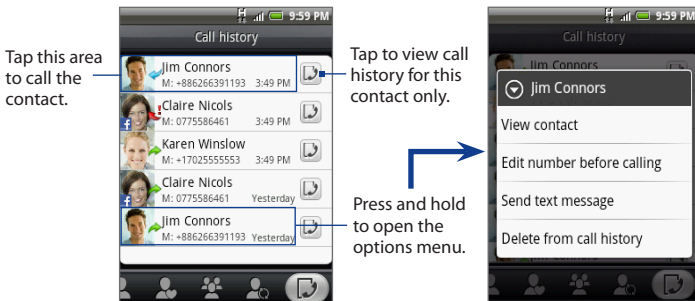 H 9:59 PM
Call history
Tap this area
to call the
contact.
Jim Connors
M: +886266391193 3:49 PM
Claire Nicols
M: 0775586461 3:49 PM
Karen Winslow
M: +17025555553 3:49 PM
Claire Nicols
M: 0775586461 Yesterday
Jim Connors
M: +886266391193 Yesterday
Tap to view call
history for this
contact only.
Press and hold
to open the
options menu.
H 9:59 PM
Call history
Jim Connors
Jim Connors
View contact
Edit number before calling
Send text message
Delete from call history